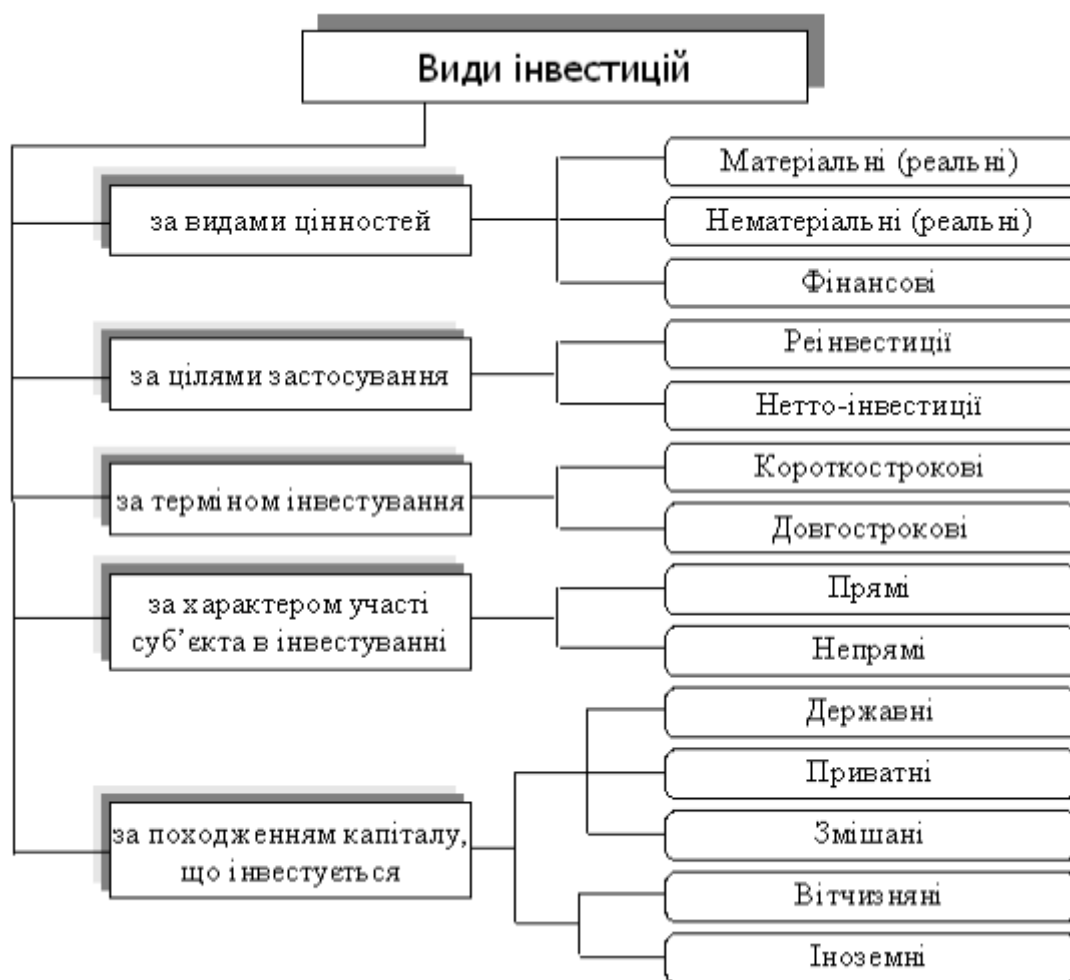 Види інвестицій
за видами цінностей
Матеріальні (реальні)
Нематеріальні (реальні)
Фінансові
за цілями застосування
Реінвестиції
Нетто-інвестиції
за терміном інвестування
Короткострокові
Довгострокові
за характером участі
суб’єкта в інвестуванні
Прямі
Непрямі
за походженням капіталу,
що інвестується
Державні
Приватні
Змішані
Вітчизняні
Іноземні